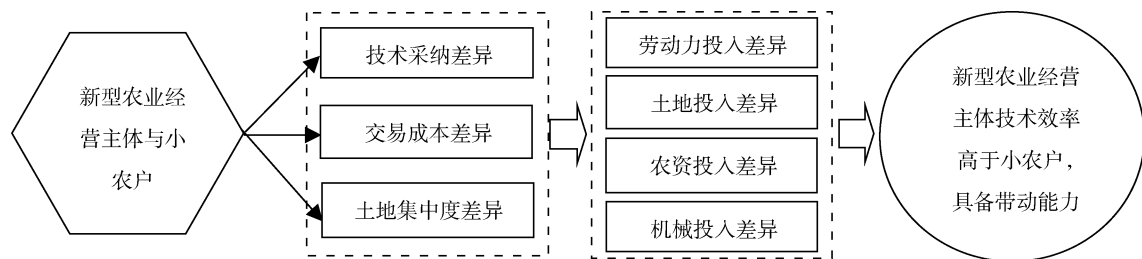 新型农业经
营主体与小
农户
技术采纳差异
交易成本差异
土地集中度差异
劳动力投入差异
土地投入差异
农资投入差异
机械投入差异
新型农业经营
主体技术效率
高于小农户，
具备带动能力